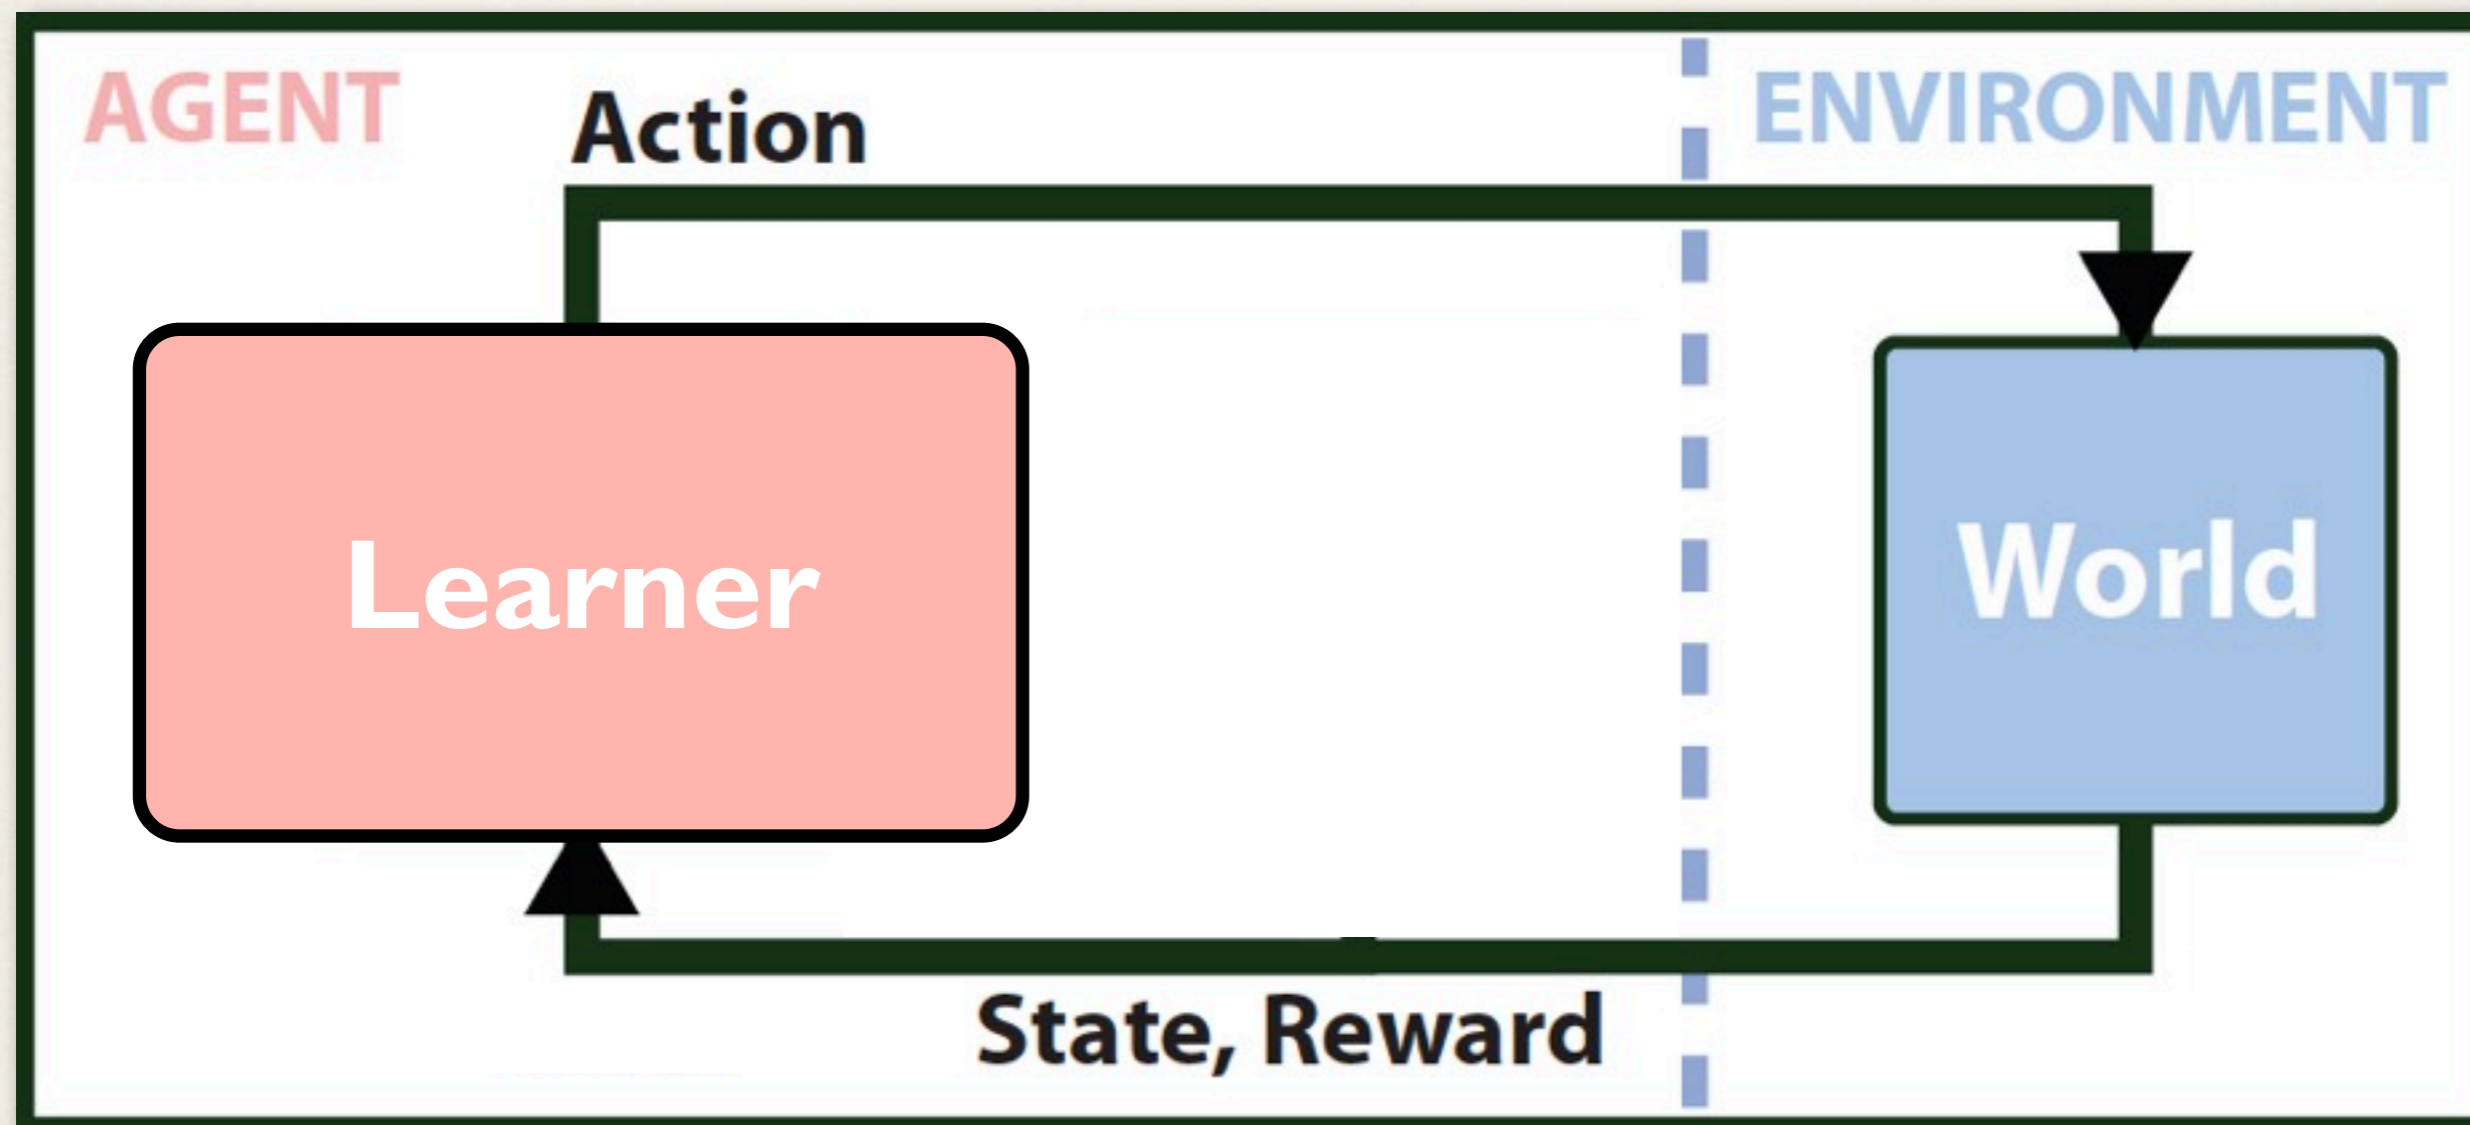 AGENT
Action
ENVIRONMENT
Learner
World
State, Reward